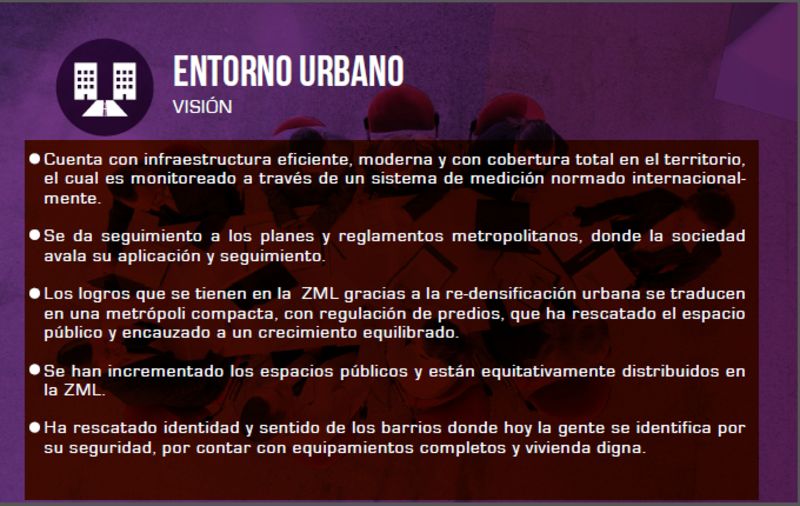 ENTORNO URBANO
VISIÓN
● Cuenta con infraestructura eficiente, moderna y con cobertura total en el territorio,
el cual es monitoreado a través de un sistema de medición normado internacional-
mente.
● Se da seguimiento a los planes y reglamentos metropolitanos, donde la sociedad
avala su aplicación y seguimiento.
● Los logros que se tienen en la ZML gracias a la re-densificación urbana se traducen
en una metrópoli compacta, con regulación de predios, que ha rescatado el espacio
público y encauzado a un crecimiento equilibrado.
● Se han incrementado los espacios públicos y están equitativamente distribuidos en
la ZML.
● Ha rescatado identidad y sentido de los barrios donde hoy la gente se identifica por
su seguridad, por contar con equipamientos completos y vivienda digna.